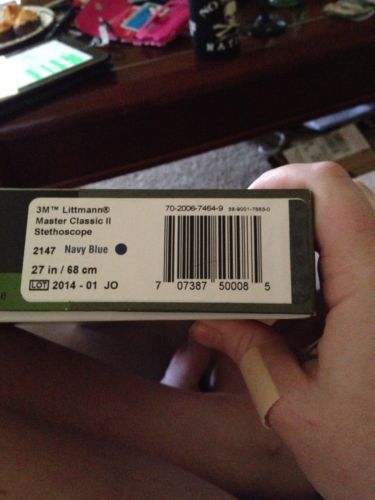 3M™ Littmann®
Master Classic II
Stethoscope
2147 Navy Blue
27 in / 68 cm
LOT 2014 - 01 JO
70-2006-7464-9
7 07387 50008 5
NO